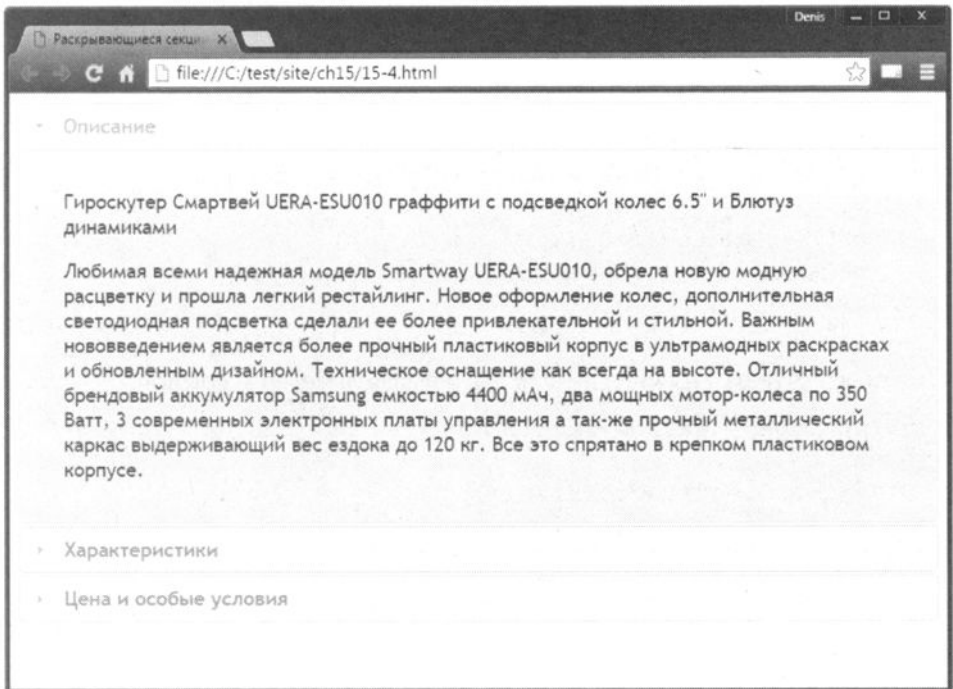 Denis
Раскрывающиеся секци
file:///C:/test/site/ch15/15-4.html
Описание
Гироскутер Смартвей UERA-ESU010 граффити с подсведкой колес 6.5" и Блютуз
динамиками
Любимая всеми надежная модель Smartway UERA-ESU010, обрела новую модную
расцветку и прошла легкий рестайлинг. Новое оформление колес, дополнительная
светодиодная подсветка сделали ее более привлекательной и стильной. Важным
нововведением является более прочный пластиковый корпус в ультрамодных раскрасках
и обновленным дизайном. Техническое оснащение как всегда на высоте. Отличный
брендовый аккумулятор Samsung емкостью 4400 мАч, два мощных мотор-колеса по 350
Ватт, 3 современных электронных платы управления а так-же прочный металлический
каркас выдерживающий вес ездока до 120 кг. Все это спрятано в крепком пластиковом
корпусе.
Характеристики
Цена и особые условия